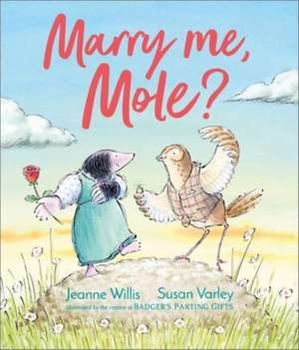 Marry me,
Mole?
Jeanne Willis Susan Varley
Illustrated by the creator of BADGER'S PARTING GIFTS